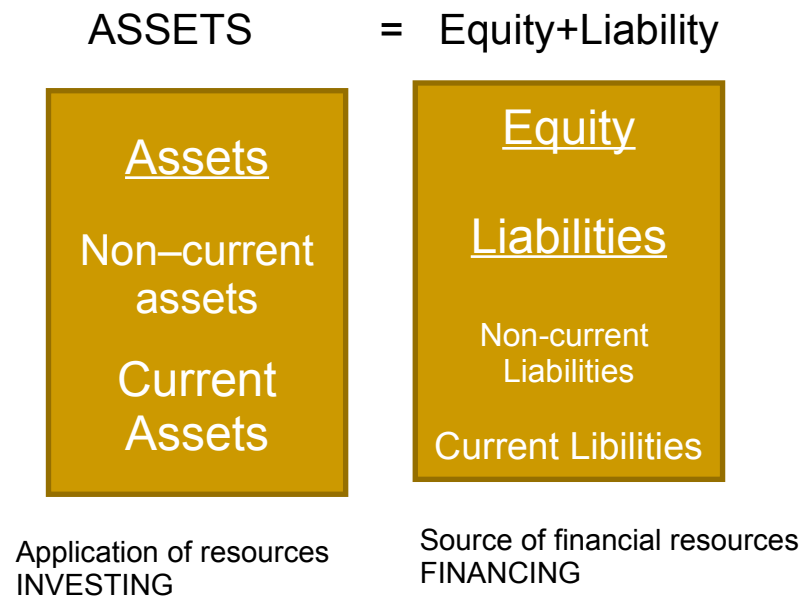 ASSETS = Equity+Liability
Assets
Non–current
assets
Current
Assets
Equity
Liabilities
Non-current
Liabilities
Current Libilities
Application of resources
INVESTING
Source of financial resources
FINANCING